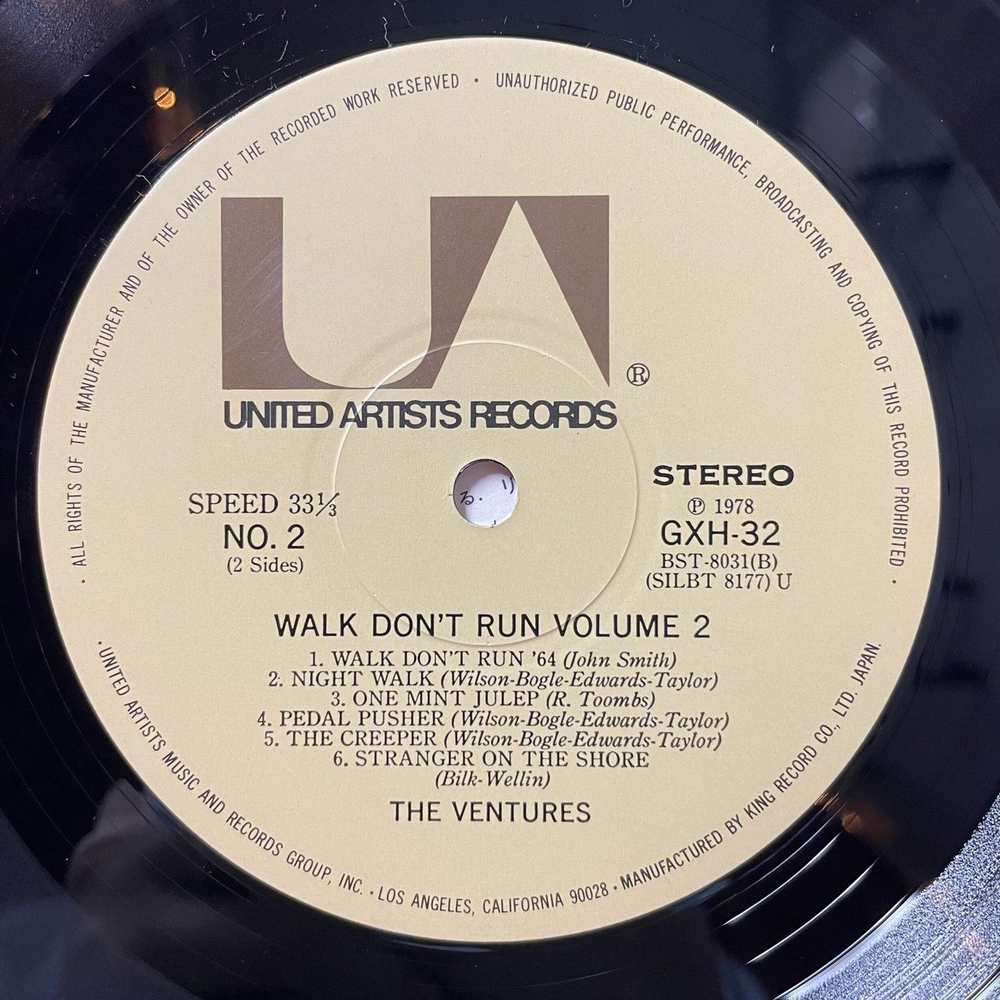 · ALL RIGHTS OF THE MANUFACTURER AND OF THE OWNER OF THE RECORDED WORK RESERVED · UNAUTHORIZED PUBLIC PERFORMANCE, BROADCASTING AND COPYING OF THIS RECORD PROHIBITED ·
UA ®
UNITED ARTISTS RECORDS
る. り
SPEED 33⅓
NO. 2
(2 Sides)
STEREO
Ⓟ 1978
GXH-32
BST-8031(B)
(SILBT 8177) U
WALK DON'T RUN VOLUME 2
1. WALK DON'T RUN '64 (John Smith)
2. NIGHT WALK (Wilson-Bogle-Edwards-Taylor)
3. ONE MINT JULEP (R. Toombs)
4. PEDAL PUSHER (Wilson-Bogle-Edwards-Taylor)
5. THE CREEPER (Wilson-Bogle-Edwards-Taylor)
6. STRANGER ON THE SHORE
(Bilk-Wellin)
THE VENTURES
· UNITED ARTISTS MUSIC AND RECORDS GROUP, INC. · LOS ANGELES, CALIFORNIA 90028 · MANUFACTURED BY KING RECORD CO., LTD. JAPAN.